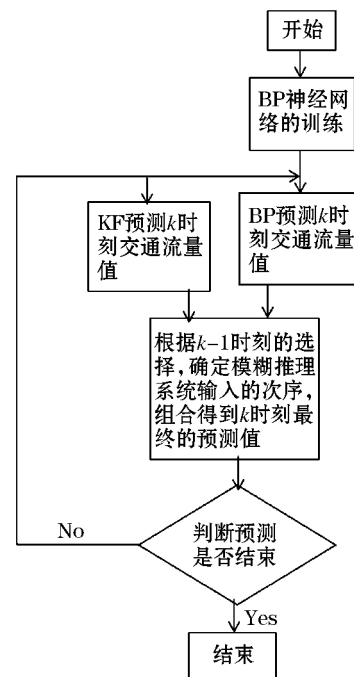 开始
BP神经网
络的训练
KF预测k时
刻交通流量
值
BP预测k时
刻交通流量
值
根据k-1时刻的选
择,确定模糊推理
系统输入的次序,
组合得到k时刻最
终的预测值
判断预测
是否结束
No
Yes
结束